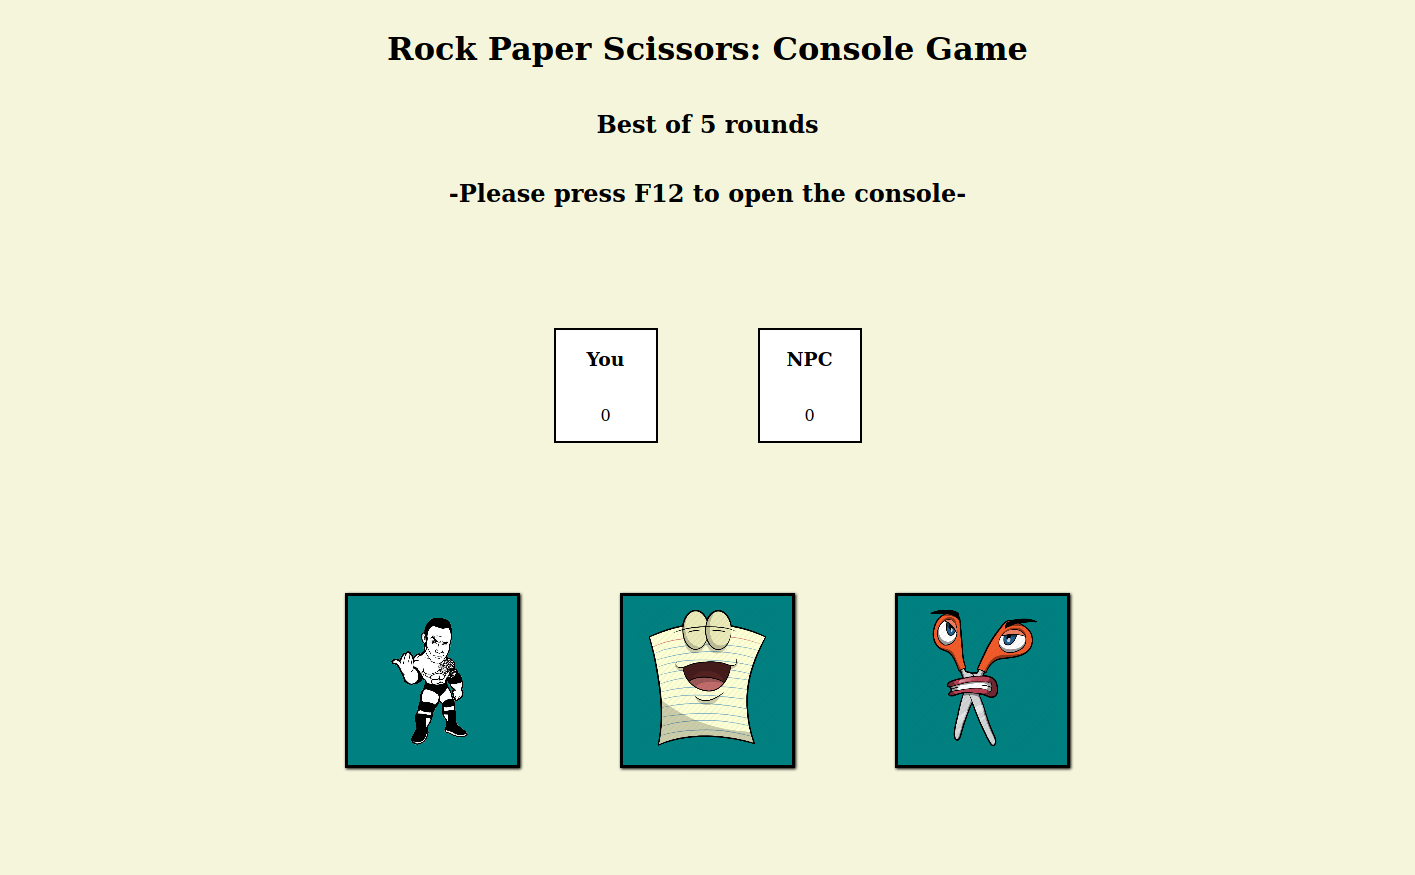 Rock Paper Scissors: Console Game
Best of 5 rounds
-Please press F12 to open the console-
You
NPC
0
0